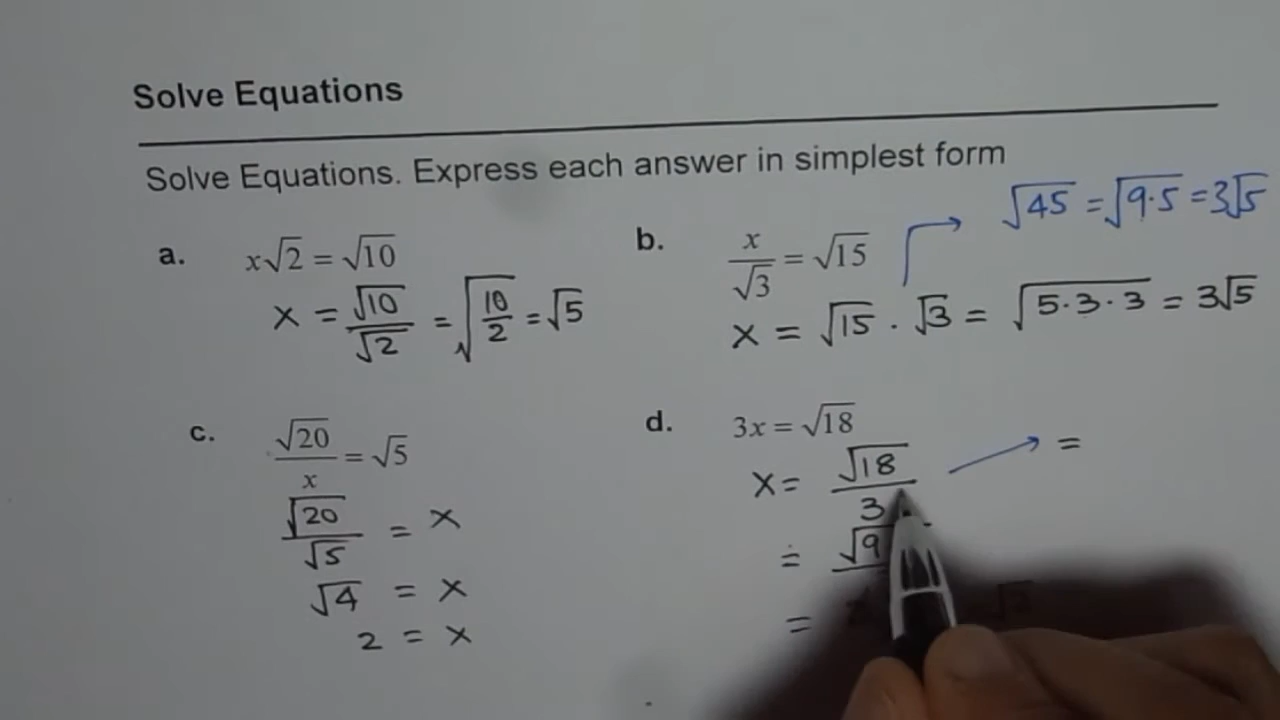 Solve Equations
Solve Equations. Express each answer in simplest form
√45 = √9·5 = 3√5
a. x√2 = √10
x = √10/√2 = √10/2 = √5
b. x/√3 = √15
x = √15 · √3 = √5·3·3 = 3√5
c. √20/x = √5
√20/√5 = x
√4 = x
2 = x
d. 3x = √18
x = √18/3 =
= √9
=